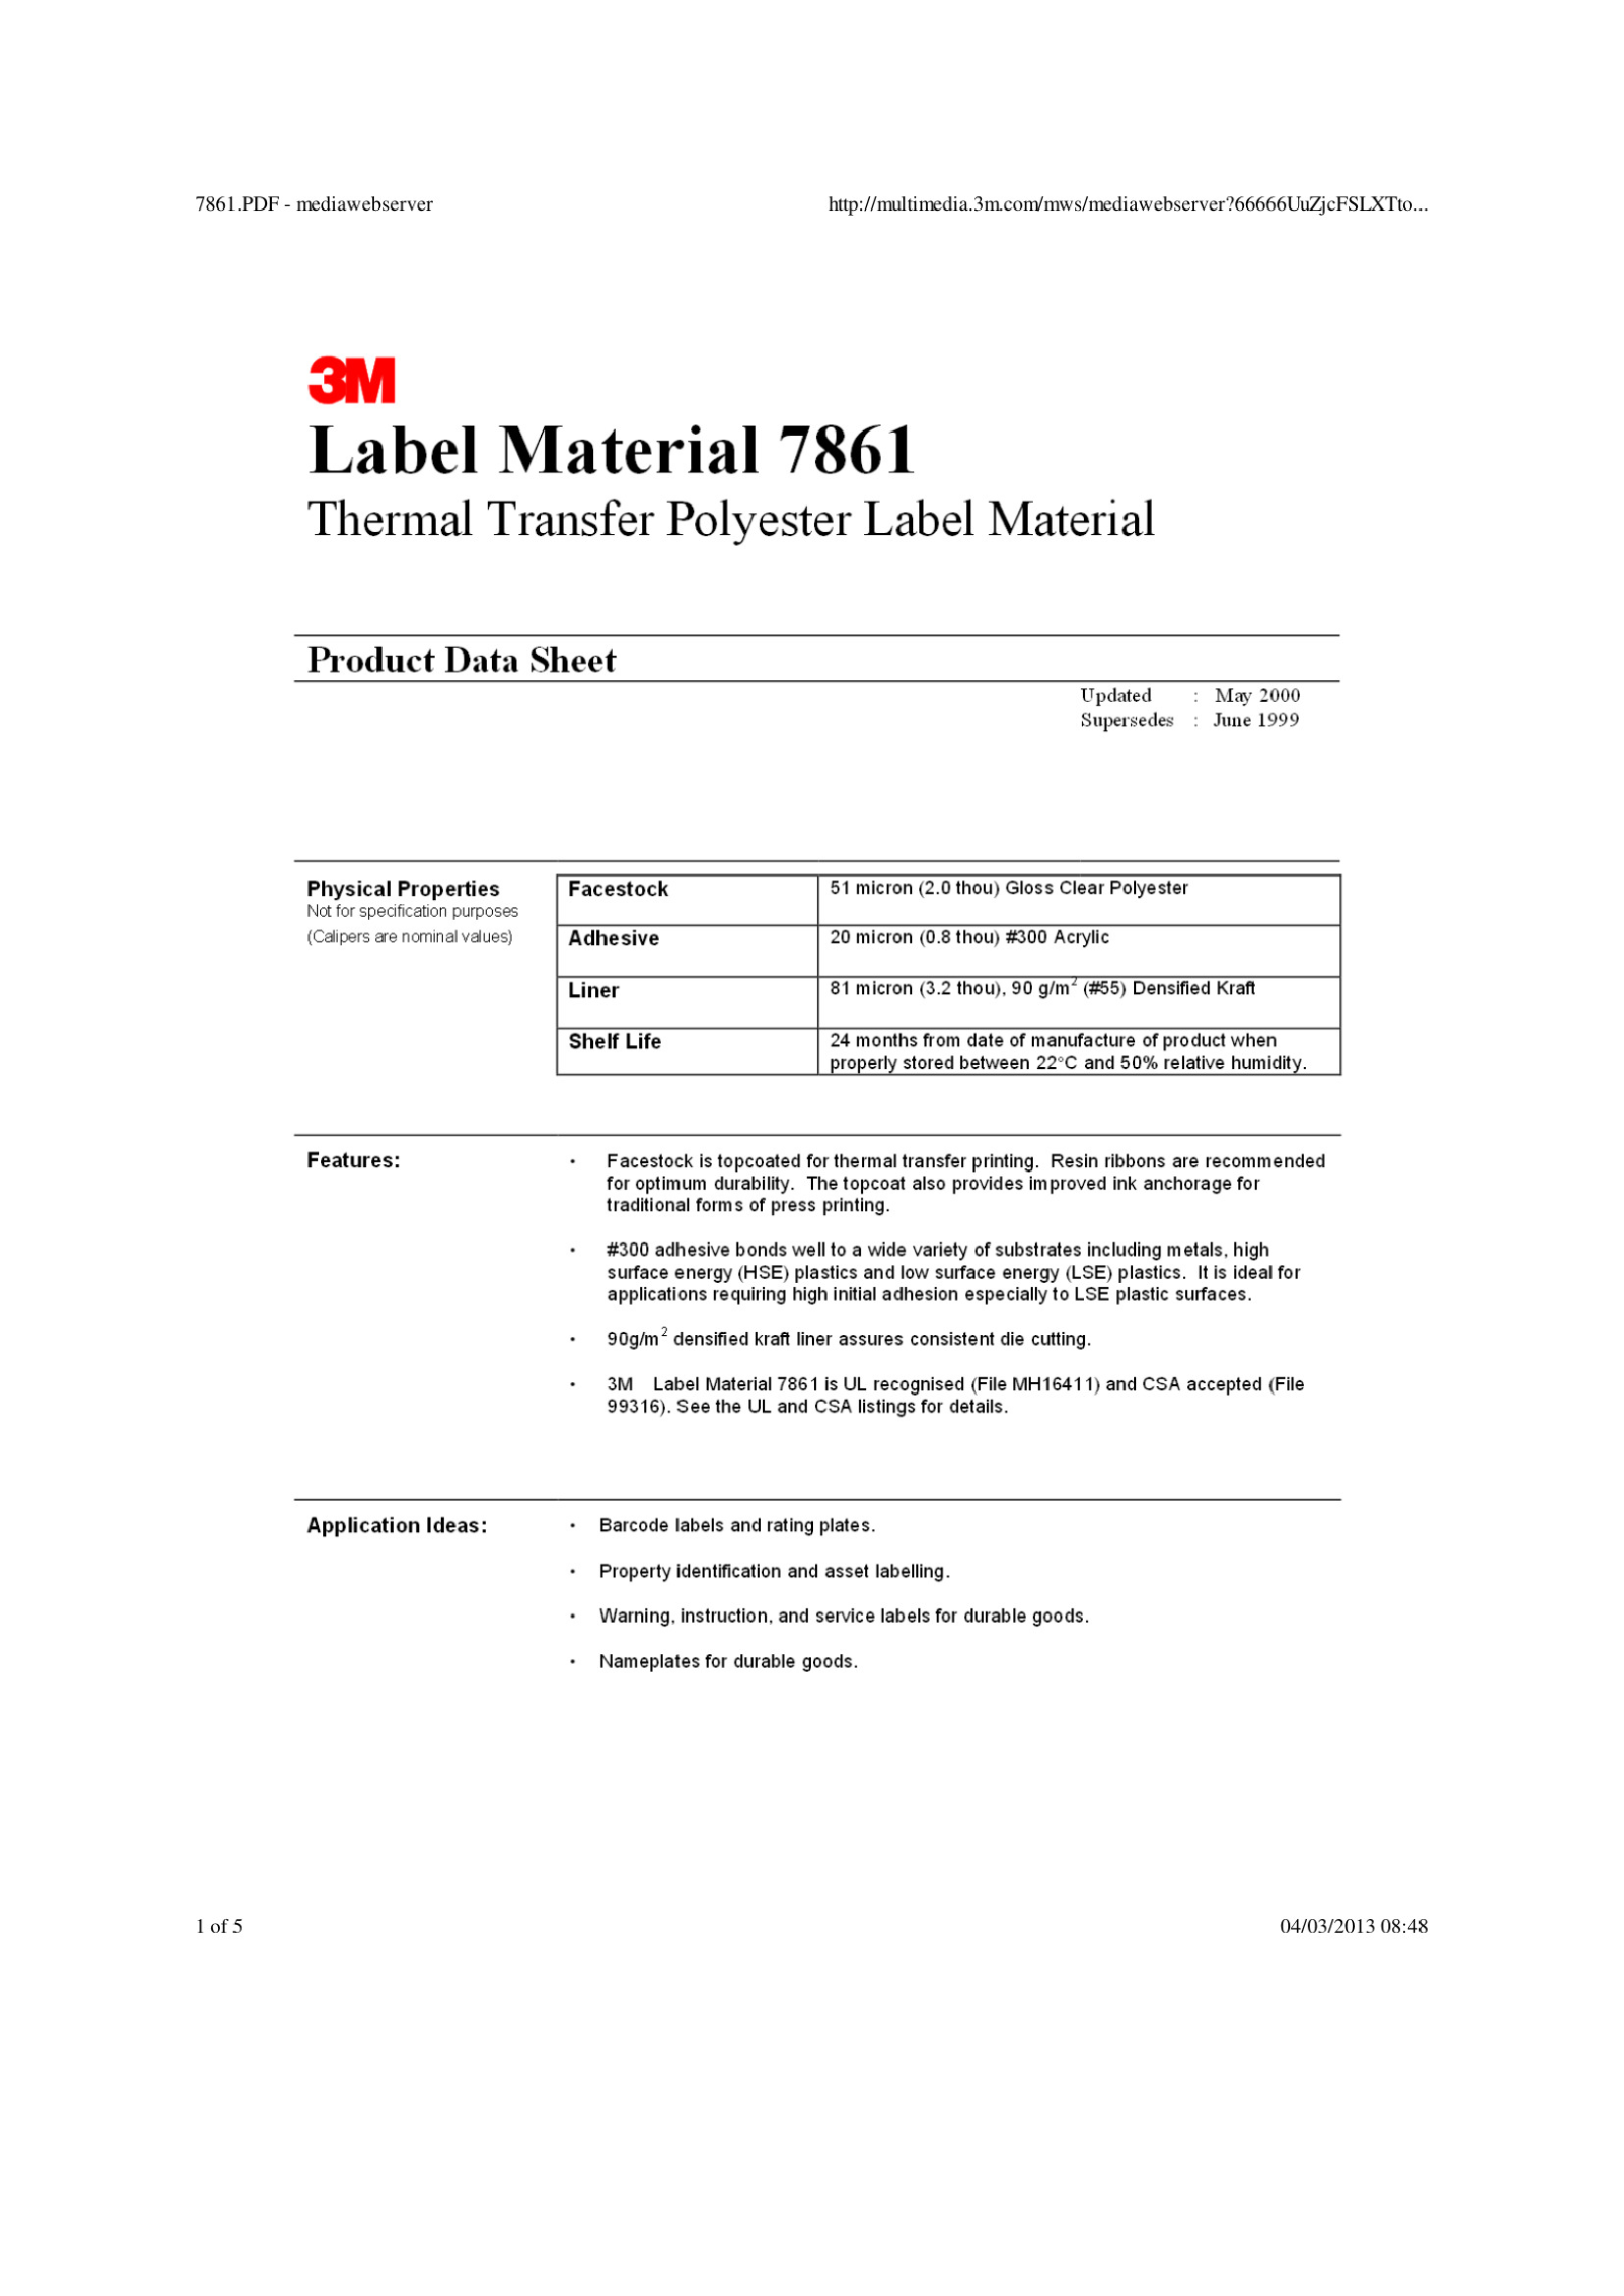 7861.PDF - mediawebserver http://multimedia.3m.com/mws/mediawebserver?66666UuZjcFSLXTto...
3M
Label Material 7861
Thermal Transfer Polyester Label Material
Product Data Sheet
Updated : May 2000
Supersedes : June 1999
Physical Properties
Not for specification purposes
(Calipers are nominal values)
Facestock 51 micron (2.0 thou) Gloss Clear Polyester
Adhesive 20 micron (0.8 thou) #300 Acrylic
Liner 81 micron (3.2 thou), 90 g/m2 (#55) Densified Kraft
Shelf Life 24 months from date of manufacture of product when
properly stored between 22°C and 50% relative humidity.
Features:
· Facestock is topcoated for thermal transfer printing. Resin ribbons are recommended
for optimum durability. The topcoat also provides improved ink anchorage for
traditional forms of press printing.
· #300 adhesive bonds well to a wide variety of substrates including metals, high
surface energy (HSE) plastics and low surface energy (LSE) plastics. It is ideal for
applications requiring high initial adhesion especially to LSE plastic surfaces.
· 90g/m2 densified kraft liner assures consistent die cutting.
· 3M Label Material 7861 is UL recognised (File MH16411) and CSA accepted (File
99316). See the UL and CSA listings for details.
Application Ideas:
· Barcode labels and rating plates.
· Property identification and asset labelling.
· Warning, instruction, and service labels for durable goods.
· Nameplates for durable goods.
1 of 5 04/03/2013 08:48